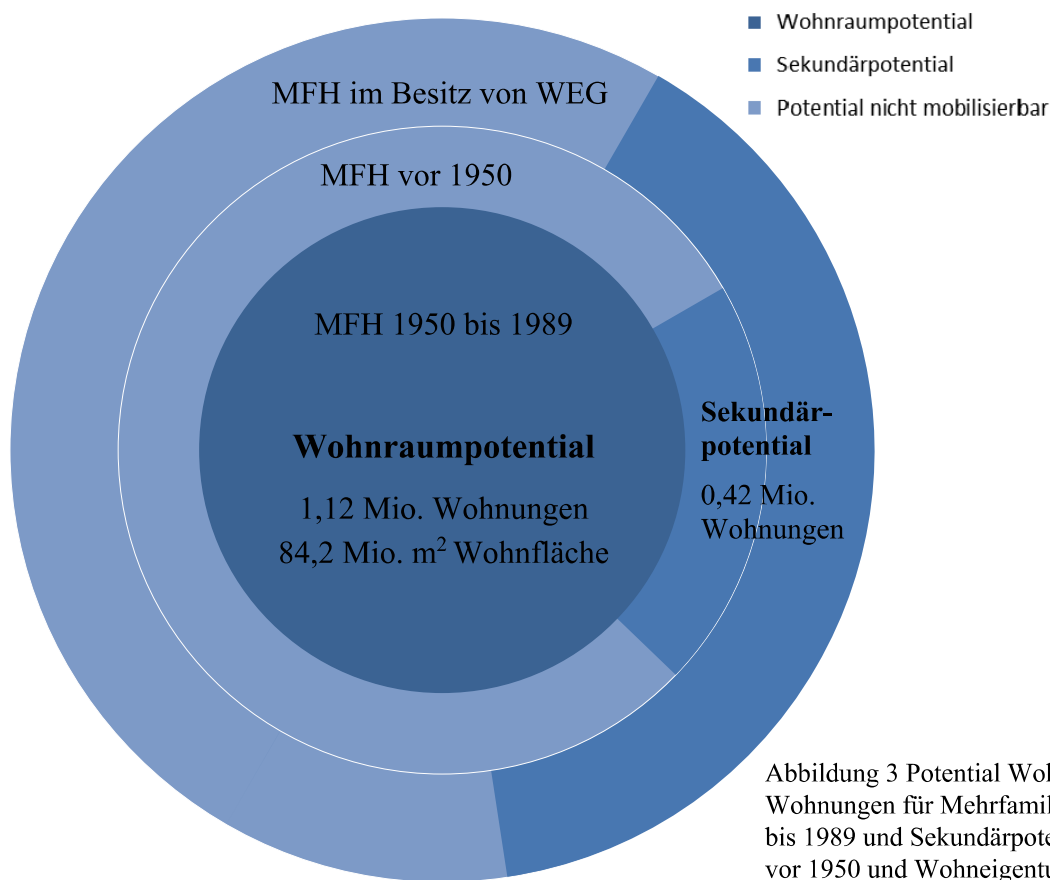 Wohnraumpotential
Sekundärpotential
Potential nicht mobilisierbar
MFH im Besitz von WEG
MFH vor 1950
MFH 1950 bis 1989
Wohnraumpotential
1,12 Mio. Wohnungen
84,2 Mio. m² Wohnfläche
Sekundär-
potential
0,42 Mio.
Wohnungen
Abbildung 3 Potential
Wohnungen für
bis 1989 und
vor 1950 und